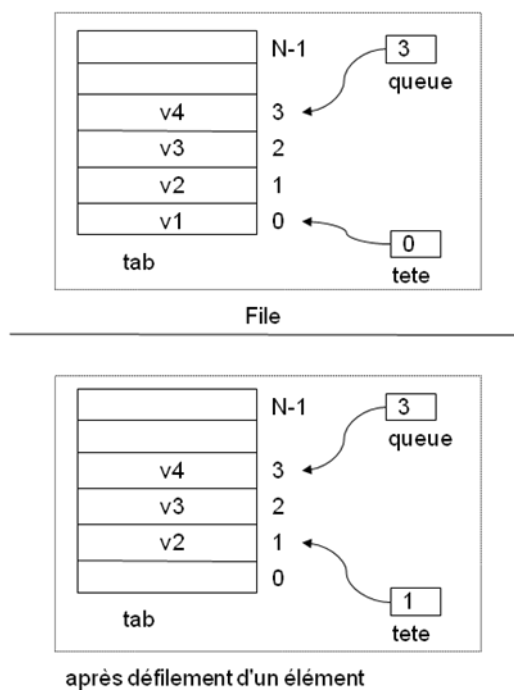 N-1 3
queue
v4 3
v3 2
v2 1
v1 0
0
tab
tete
File
N-1 3
queue
v4 3
v3 2
v2 1
0
1
tab
tete
après défilement d'un élément